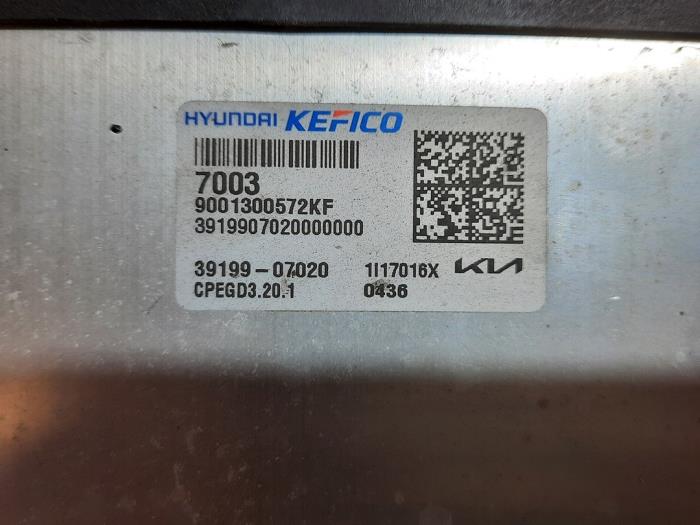 HYUNDAI KEFICO
7003
9001300572KF
3919907020000000
39199-07020 1I17016X KIA
CPEGD3.20.1 0436